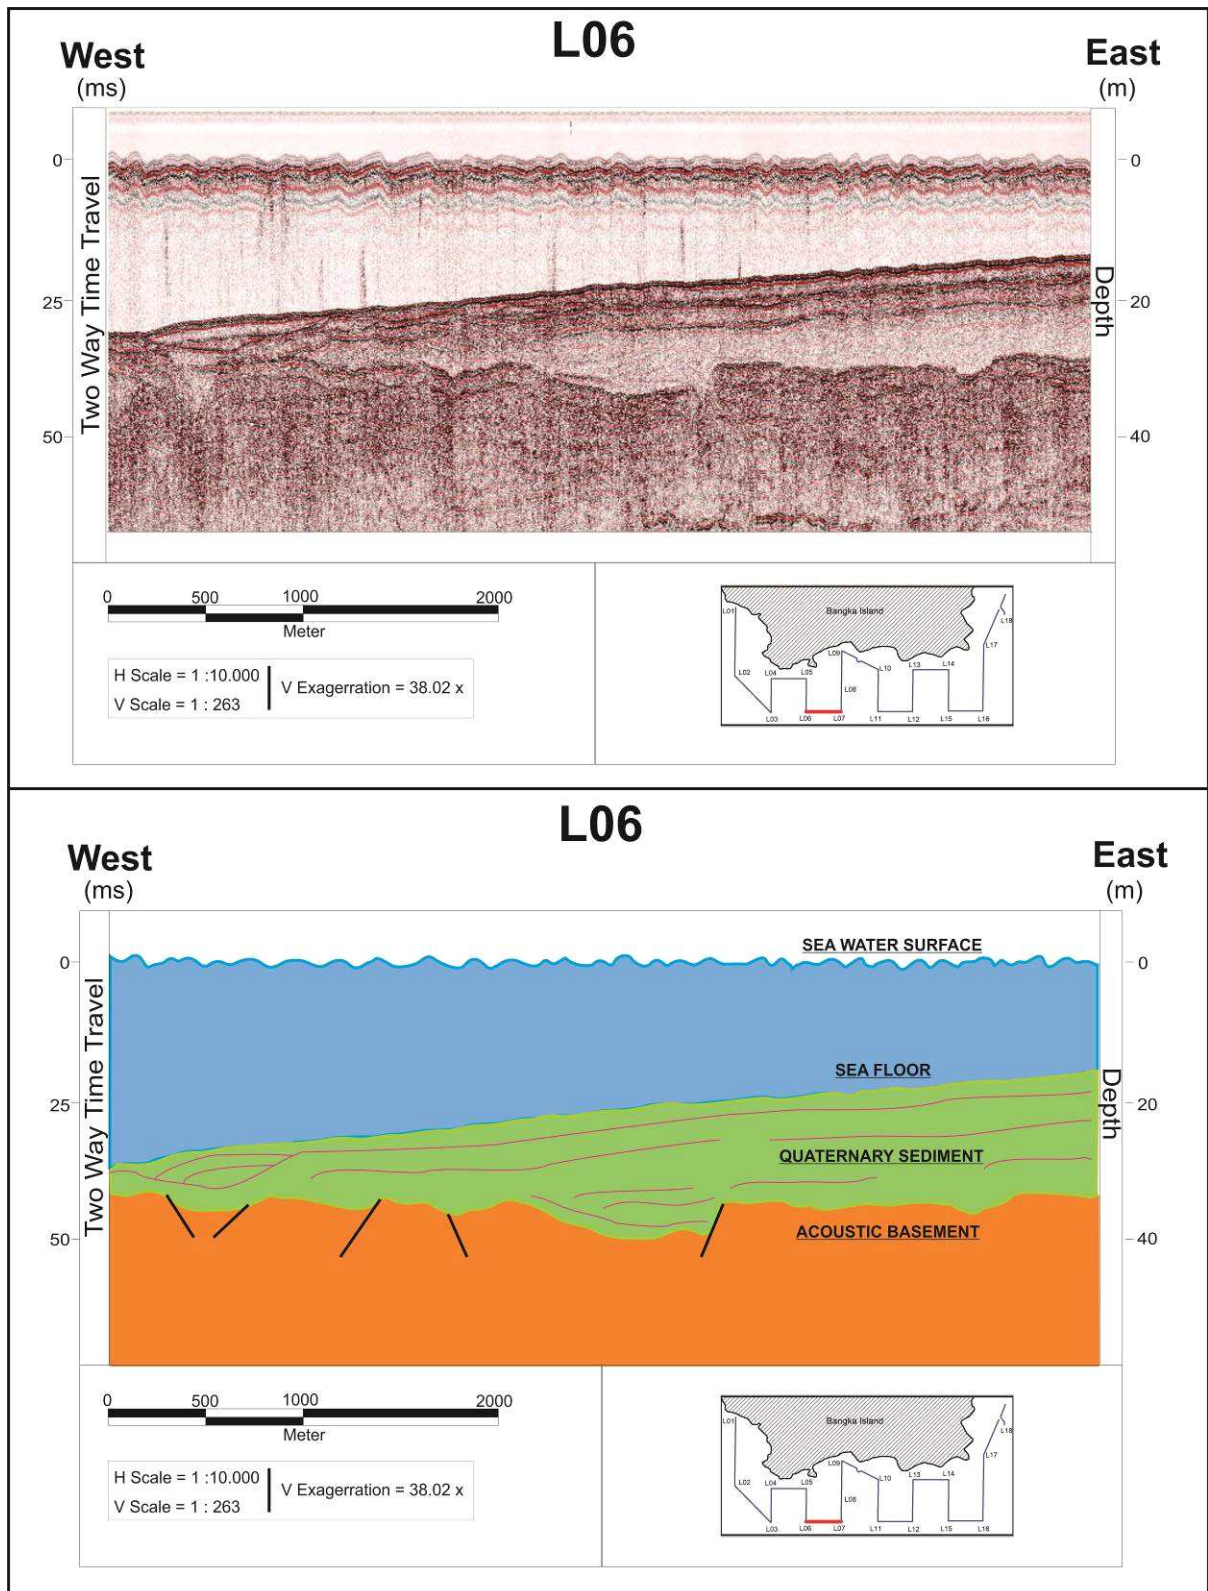 L06
West
East
(ms)
(m)
0
0
25
20
50
40
Two Way Time Travel
Depth
0 500 1000 2000
Meter
H Scale = 1 :10.000
V Scale = 1 : 263
V Exagerration = 38.02 x
Bangka Island
L01
L18
L17
L09
L02
L04
L05
L10
L13
L14
L08
L03
L06
L07
L11
L12
L15
L16
L06
West
East
(ms)
(m)
SEA WATER SURFACE
0
0
SEA FLOOR
25
20
QUATERNARY SEDIMENT
ACOUSTIC BASEMENT
50
40
Two Way Time Travel
Depth
0 500 1000 2000
Meter
H Scale = 1 :10.000
V Scale = 1 : 263
V Exagerration = 38.02 x
Bangka Island
L01
L18
L17
L09
L02
L04
L05
L10
L13
L14
L08
L03
L06
L07
L11
L12
L15
L16